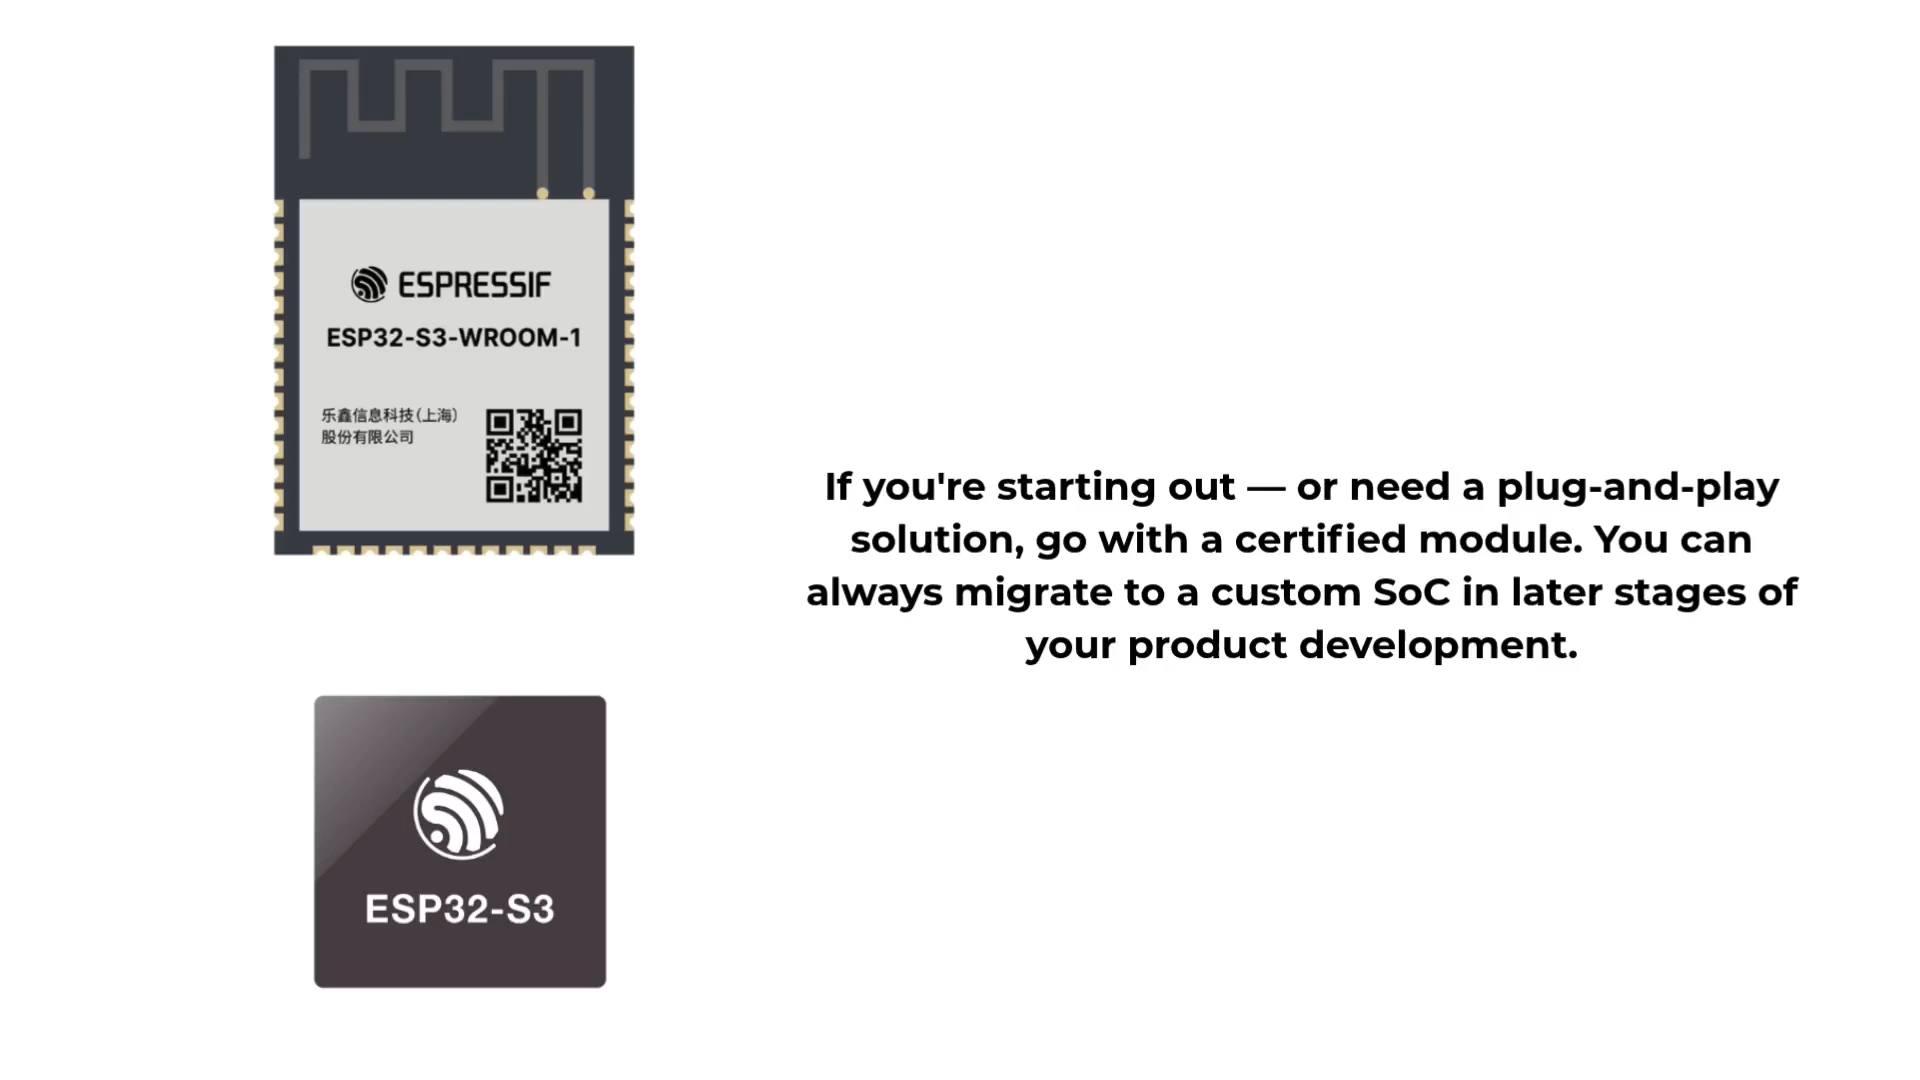 ESPRESSIF
ESP32-S3-WROOM-1
乐鑫信息科技(上海)
股份有限公司
If you're starting out — or need a plug-and-play
solution, go with a certified module. You can
always migrate to a custom SoC in later stages of
your product development.
ESP32-S3